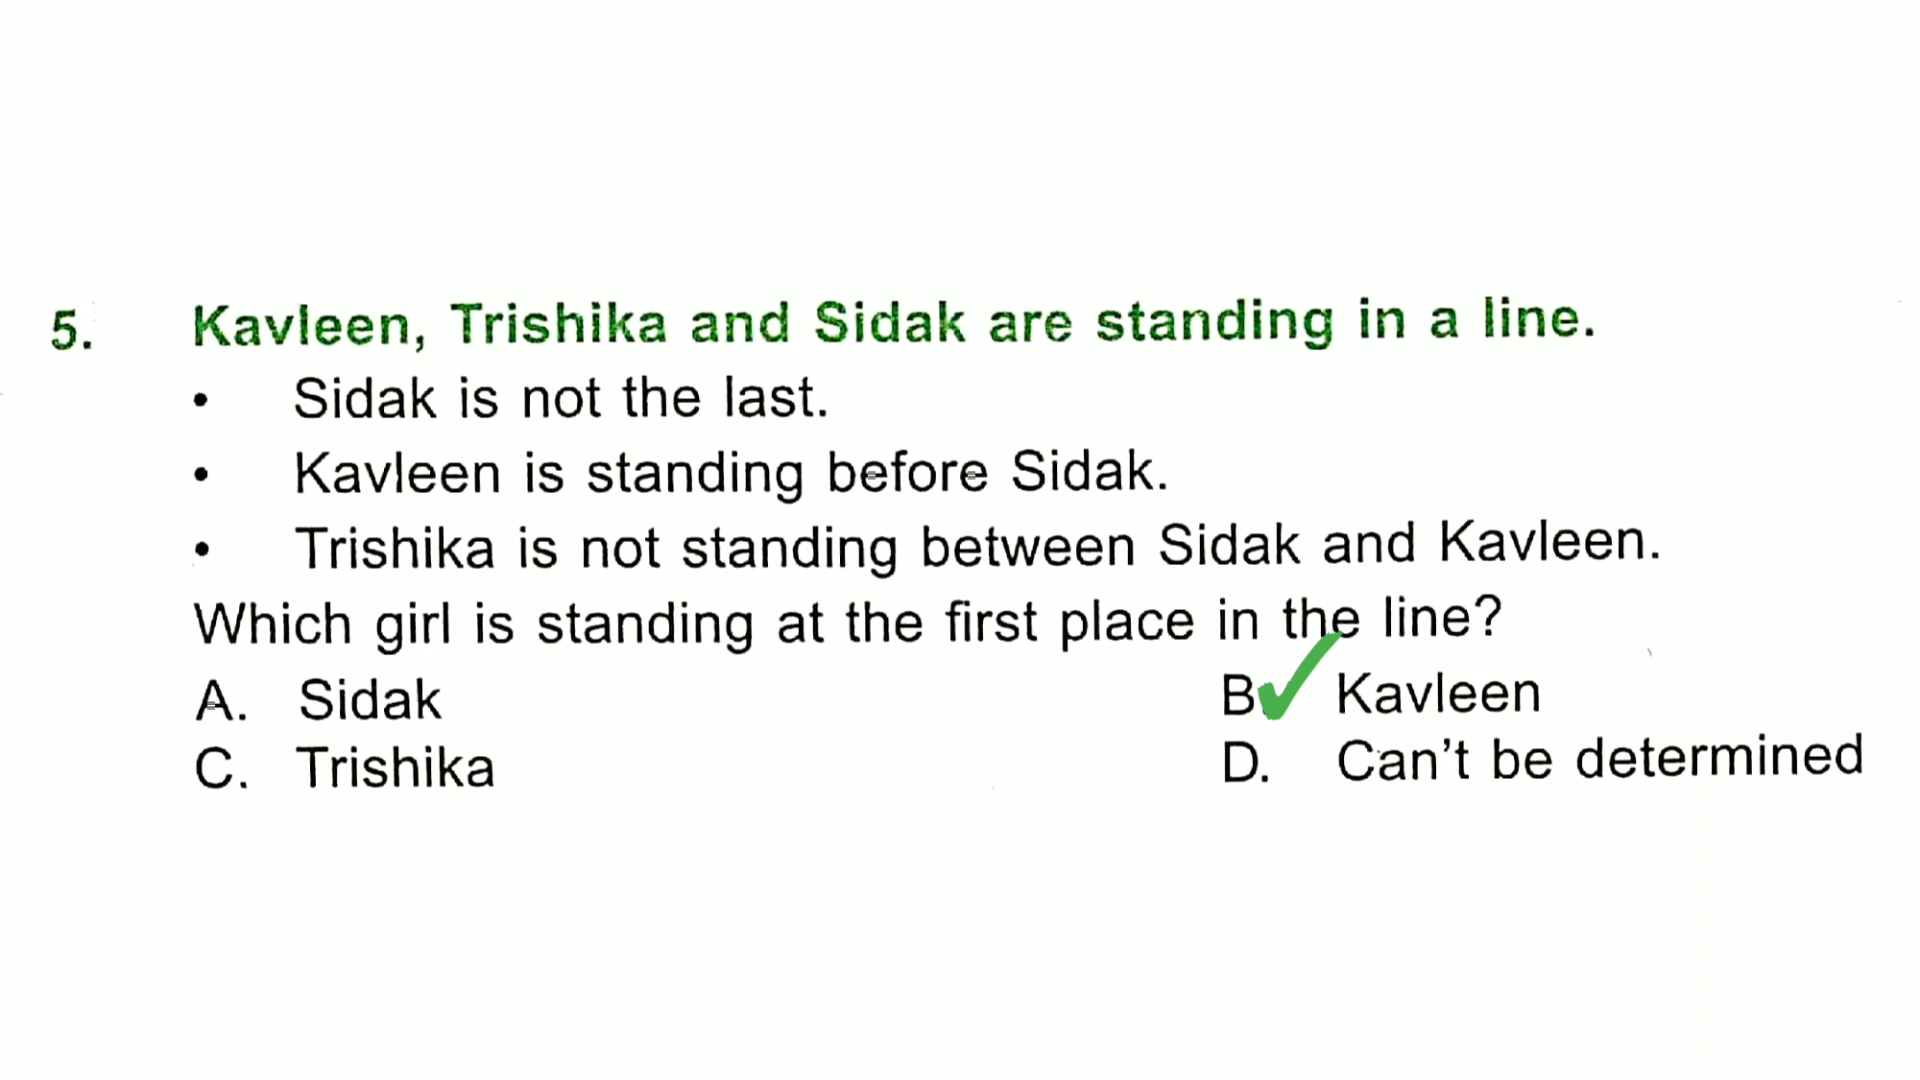 5. Kavleen, Trishika and Sidak are standing in a line.
• Sidak is not the last.
• Kavleen is standing before Sidak.
• Trishika is not standing between Sidak and Kavleen.
Which girl is standing at the first place in the line?
A. Sidak B. Kavleen
C. Trishika D. Can't be determined